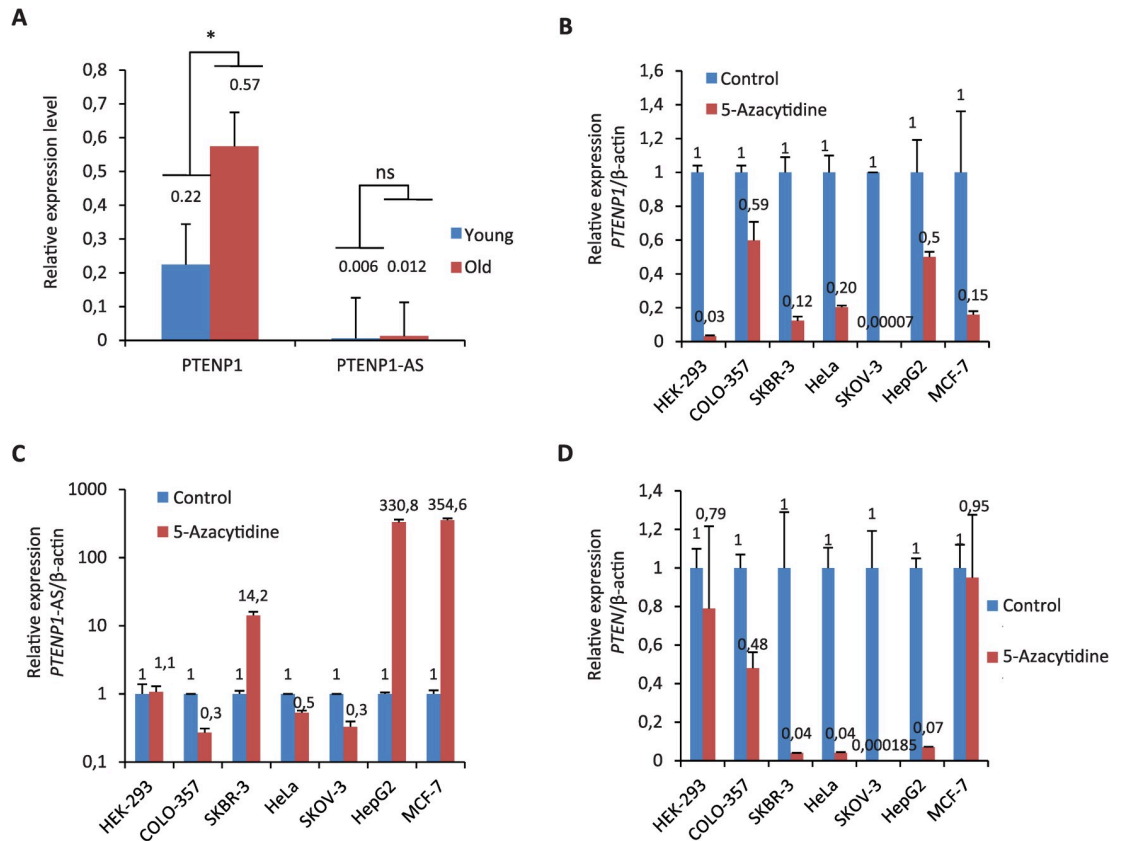 A
*
0.57
0.22
ns
0.006
0.012
Relative expression level
0,8
0,7
0,6
0,5
0,4
0,3
0,2
0,1
0
PTENP1
PTENP1-AS
Young
Old
B
Relative expression
PTENP1/β-actin
1,6
1,4
1,2
1
0,8
0,6
0,4
0,2
0
Control
5-Azacytidine
1
0,03
1
0,59
1
0,12
1
0,20
1
0,00007
1
0,5
1
0,15
HEK-293
COLO-357
SKBR-3
HeLa
SKOV-3
HepG2
MCF-7
C
Relative expression
PTENP1-AS/β-actin
1000
100
10
1
0,1
Control
5-Azacytidine
1
1,1
1
0,3
1
14,2
1
0,5
1
0,3
1
330,8
1
354,6
HEK-293
COLO-357
SKBR-3
HeLa
SKOV-3
HepG2
MCF-7
D
Relative expression
PTEN/β-actin
1,4
1,2
1
0,8
0,6
0,4
0,2
0
1
0,79
1
0,48
1
0,04
1
0,04
1
0,000185
1
0,07
1
0,95
Control
5-Azacytidine
HEK-293
COLO-357
SKBR-3
HeLa
SKOV-3
HepG2
MCF-7